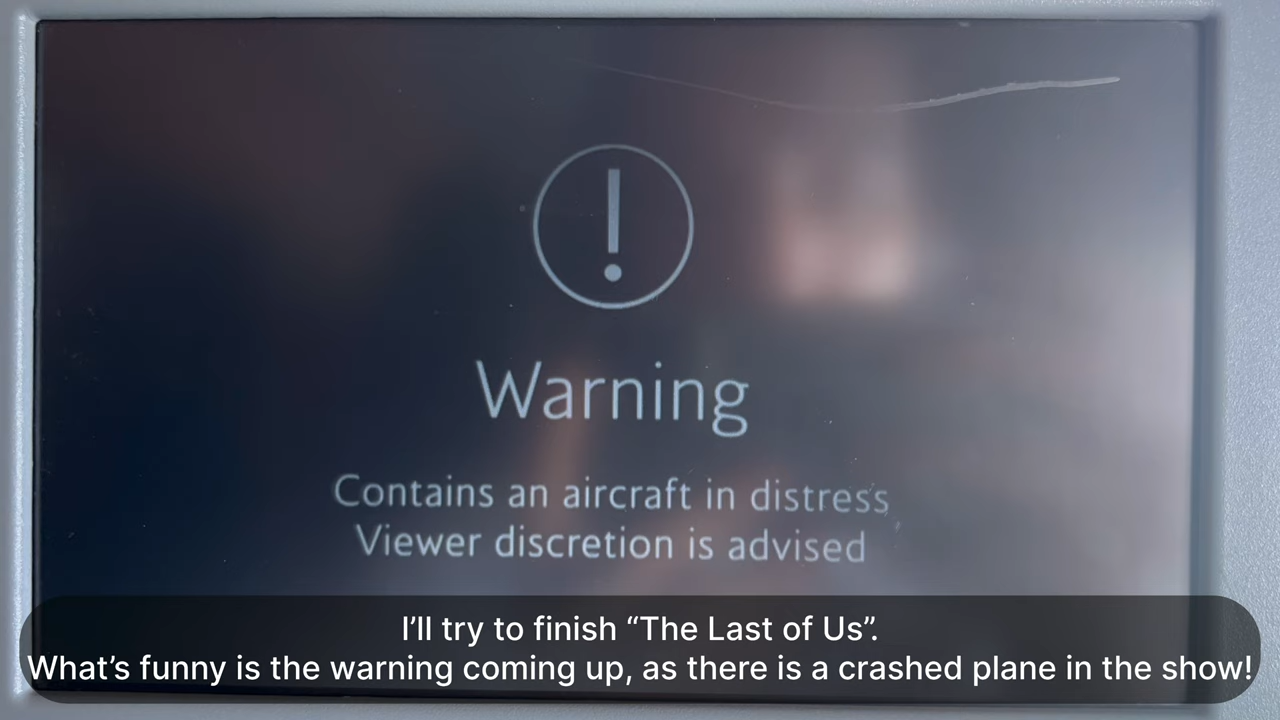 Warning
Contains an aircraft in distress
Viewer discretion is advised
I’ll try to finish “The Last of Us”.
What’s funny is the warning coming up, as there is a crashed plane in the show!